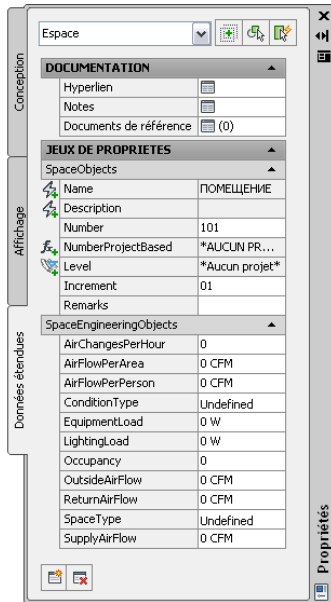 Espace
Conception
Affichage
Données étendues
Propriétés
DOCUMENTATION
Hyperlien
Notes
Documents de référence (0)
JEUX DE PROPRIETES
SpaceObjects
Name ПОМЕЩЕНИЕ
Description
Number 101
NumberProjectBased *AUCUN PR...
Level *Aucun projet*
Increment 01
Remarks
SpaceEngineeringObjects
AirChangesPerHour 0
AirFlowPerArea 0 CFM
AirFlowPerPerson 0 CFM
ConditionType Undefined
EquipmentLoad 0 W
LightingLoad 0 W
Occupancy 0
OutsideAirFlow 0 CFM
ReturnAirFlow 0 CFM
SpaceType Undefined
SupplyAirFlow 0 CFM